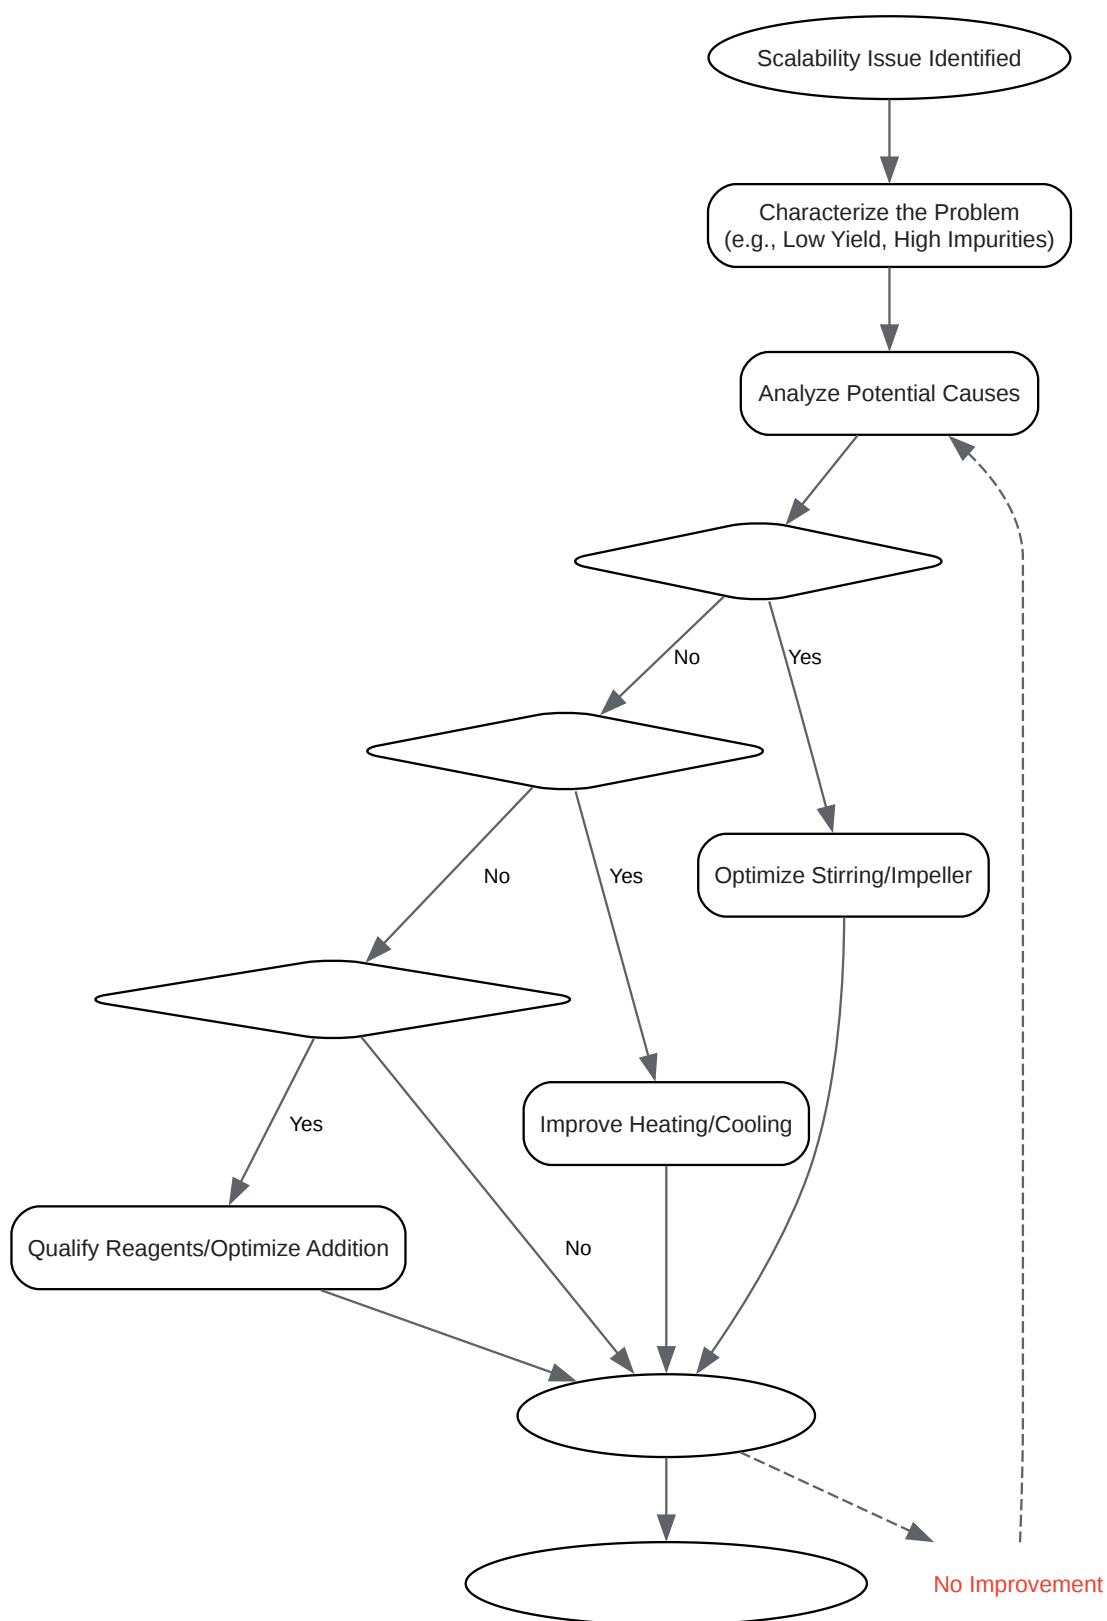 Scalability Issue Identified
Characterize the Problem
(e.g., Low Yield, High Impurities)
Analyze Potential Causes
No
Yes
Optimize Stirring/Impeller
No
Yes
Improve Heating/Cooling
Yes
Qualify Reagents/Optimize Addition
No
No Improvement